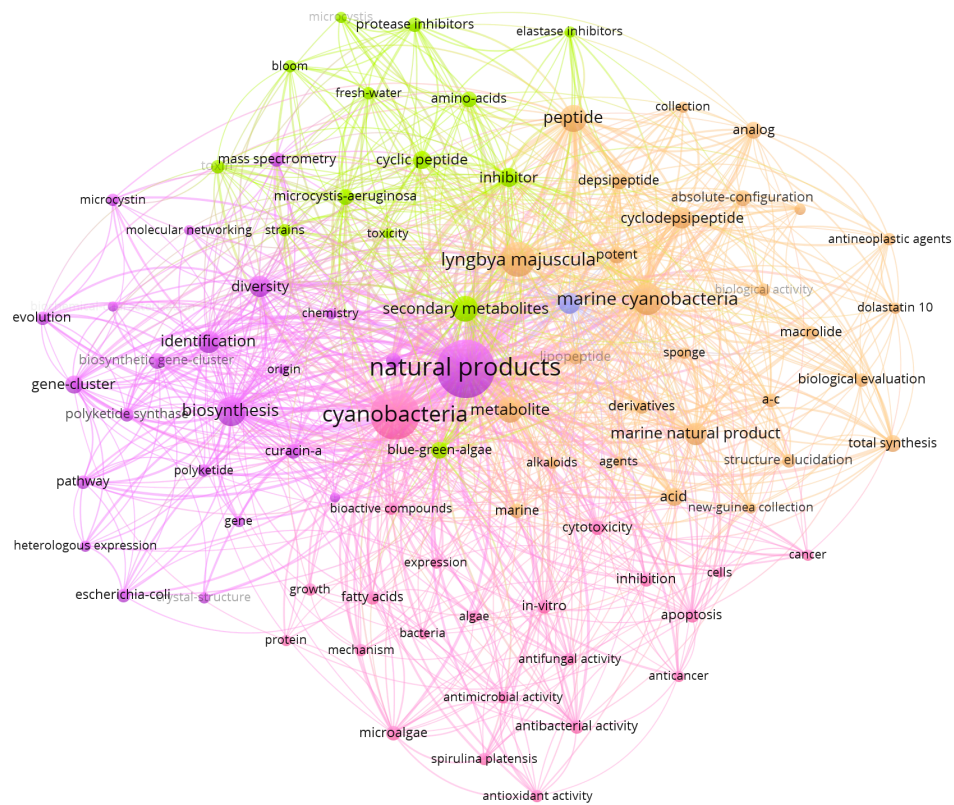 microcystis
protease inhibitors
elastase inhibitors
bloom
fresh-water
amino-acids
peptide
collection
analog
mass spectrometry
toxin
cyclic peptide
inhibitor
depsipeptide
microcystin
microcystis-aeruginosa
absolute-configuration
cyclodepsipeptide
molecular networking
strains
toxicity
antineoplastic agents
lyngbya majuscula
potent
diversity
biological activity
marine cyanobacteria
secondary metabolites
dolastatin 10
chemistry
evolution
macrolide
identification
biosynthetic gene-cluster
lipopeptide
sponge
origin
natural products
gene-cluster
biological evaluation
a-c
biosynthesis
polyketide synthase
cyanobacteria
metabolite
derivatives
marine natural product
total synthesis
curacin-a
blue-green-algae
alkaloids
agents
structure elucidation
polyketide
pathway
acid
new-guinea collection
bioactive compounds
marine
gene
cytotoxicity
heterologous expression
cancer
expression
cells
inhibition
growth
fatty acids
escherichia-coli
crystal-structure
in-vitro
algae
apoptosis
bacteria
protein
mechanism
antifungal activity
anticancer
antimicrobial activity
antibacterial activity
microalgae
spirulina platensis
antioxidant activity